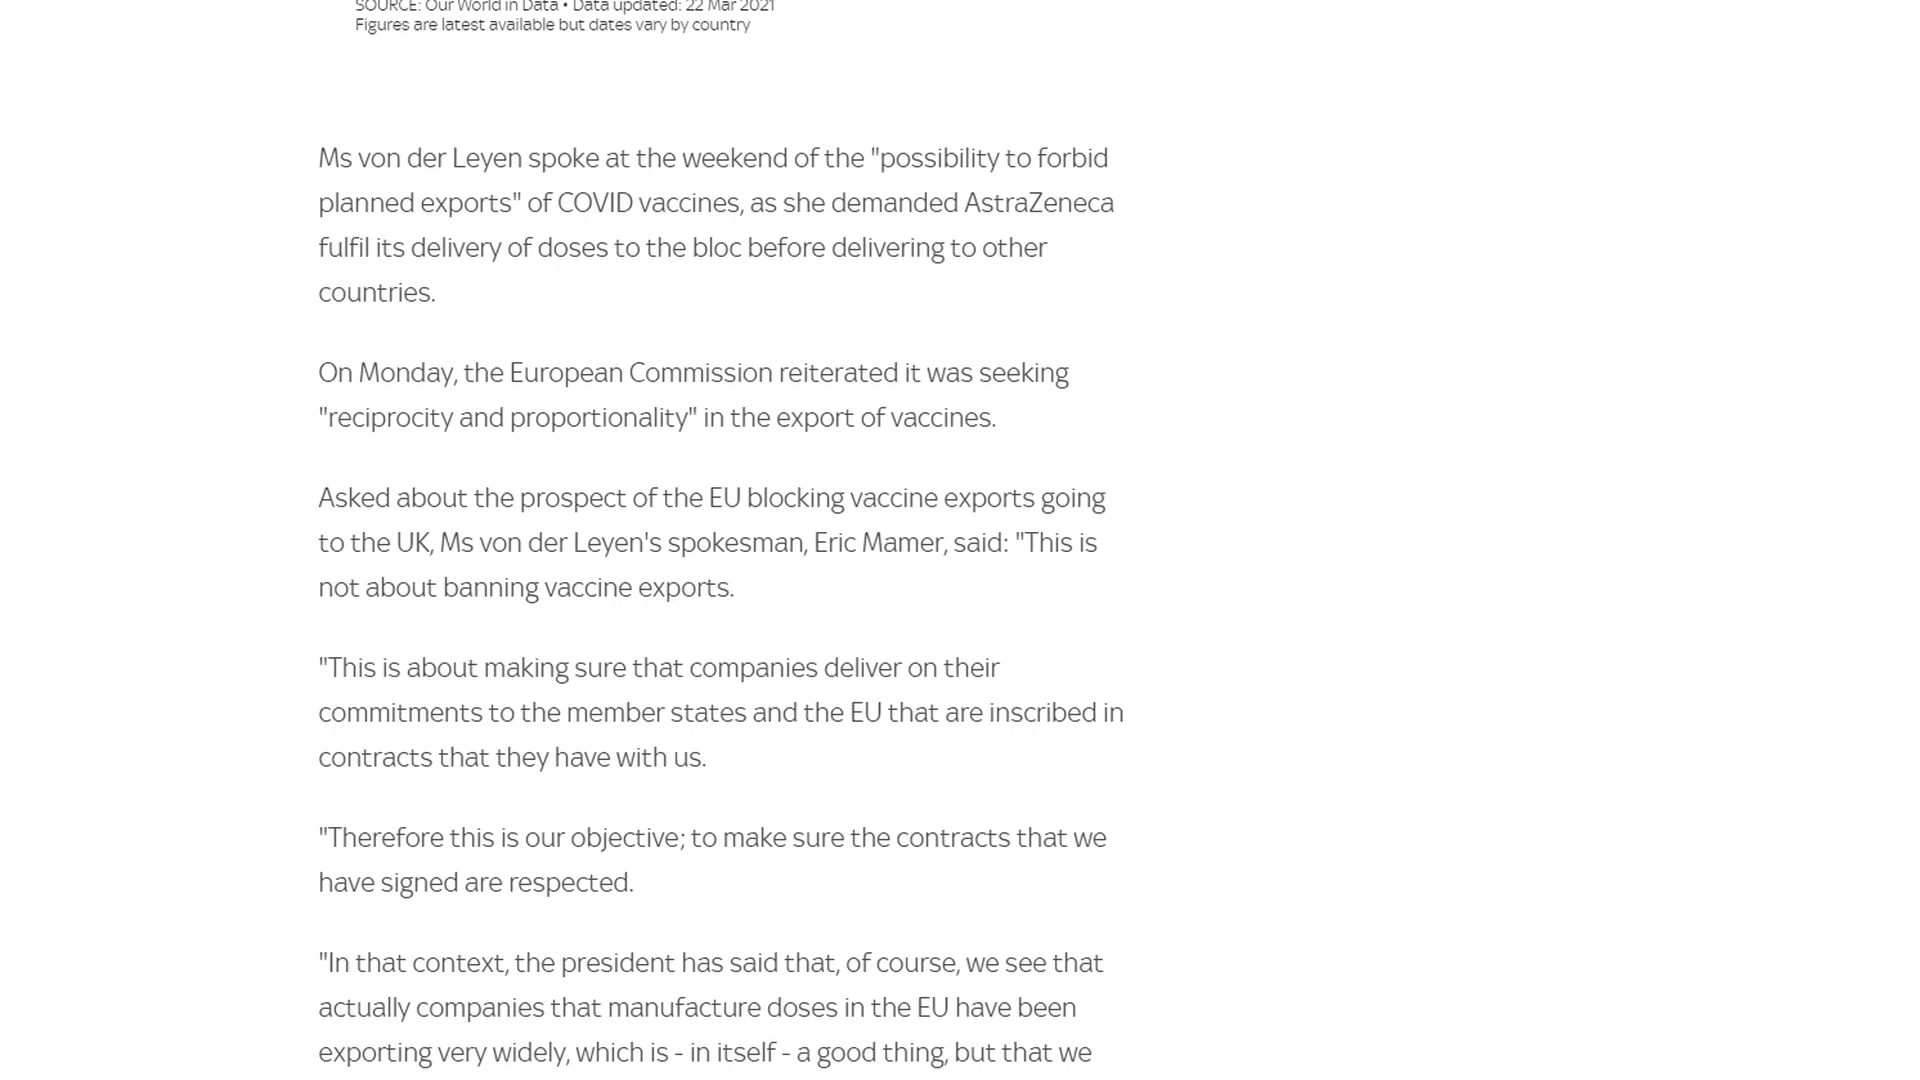 SOURCE: Our World in Data • Data updated: 22 Mar 2021
Figures are latest available but dates vary by country
Ms von der Leyen spoke at the weekend of the "possibility to forbid
planned exports" of COVID vaccines, as she demanded AstraZeneca
fulfil its delivery of doses to the bloc before delivering to other
countries.
On Monday, the European Commission reiterated it was seeking
"reciprocity and proportionality" in the export of vaccines.
Asked about the prospect of the EU blocking vaccine exports going
to the UK, Ms von der Leyen's spokesman, Eric Mamer, said: "This is
not about banning vaccine exports.
"This is about making sure that companies deliver on their
commitments to the member states and the EU that are inscribed in
contracts that they have with us.
"Therefore this is our objective; to make sure the contracts that we
have signed are respected.
"In that context, the president has said that, of course, we see that
actually companies that manufacture doses in the EU have been
exporting very widely, which is - in itself - a good thing, but that we